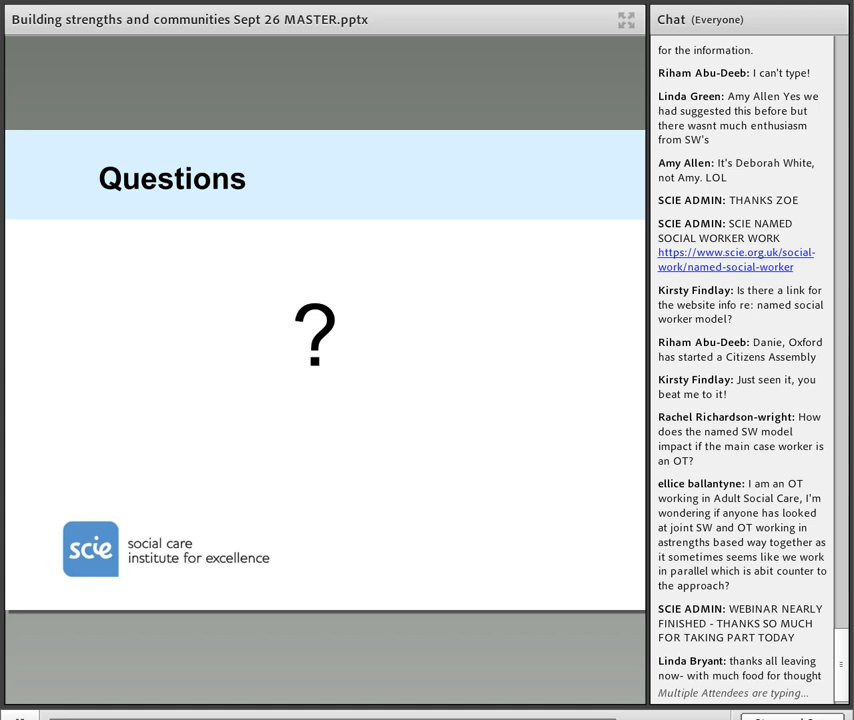 Building strengths and communities Sept 26 MASTER.pptx
Questions
?
scie
social care
institute for excellence
Chat (Everyone)
for the information.
Riham Abu-Deeb: I can't type!
Linda Green: Amy Allen Yes we
had suggested this before but
there wasnt much enthusiasm
from SW's
Amy Allen: It's Deborah White,
not Amy. LOL
SCIE ADMIN: THANKS ZOE
SCIE ADMIN: SCIE NAMED
SOCIAL WORKER WORK
https://www.scie.org.uk/social-
work/named-social-worker
Kirsty Findlay: Is there a link for
the website info re: named social
worker model?
Riham Abu-Deeb: Danie, Oxford
has started a Citizens Assembly
Kirsty Findlay: Just seen it, you
beat me to it!
Rachel Richardson-wright: How
does the named SW model
impact if the main case worker is
an OT?
ellice ballantyne: I am an OT
working in Adult Social Care, I'm
wondering if anyone has looked
at joint SW and OT working in
astrengths based way together as
it sometimes seems like we work
in parallel which is abit counter to
the approach?
SCIE ADMIN: WEBINAR NEARLY
FINISHED - THANKS SO MUCH
FOR TAKING PART TODAY
Linda Bryant: thanks all leaving
now- with much food for thought
Multiple Attendees are typing...